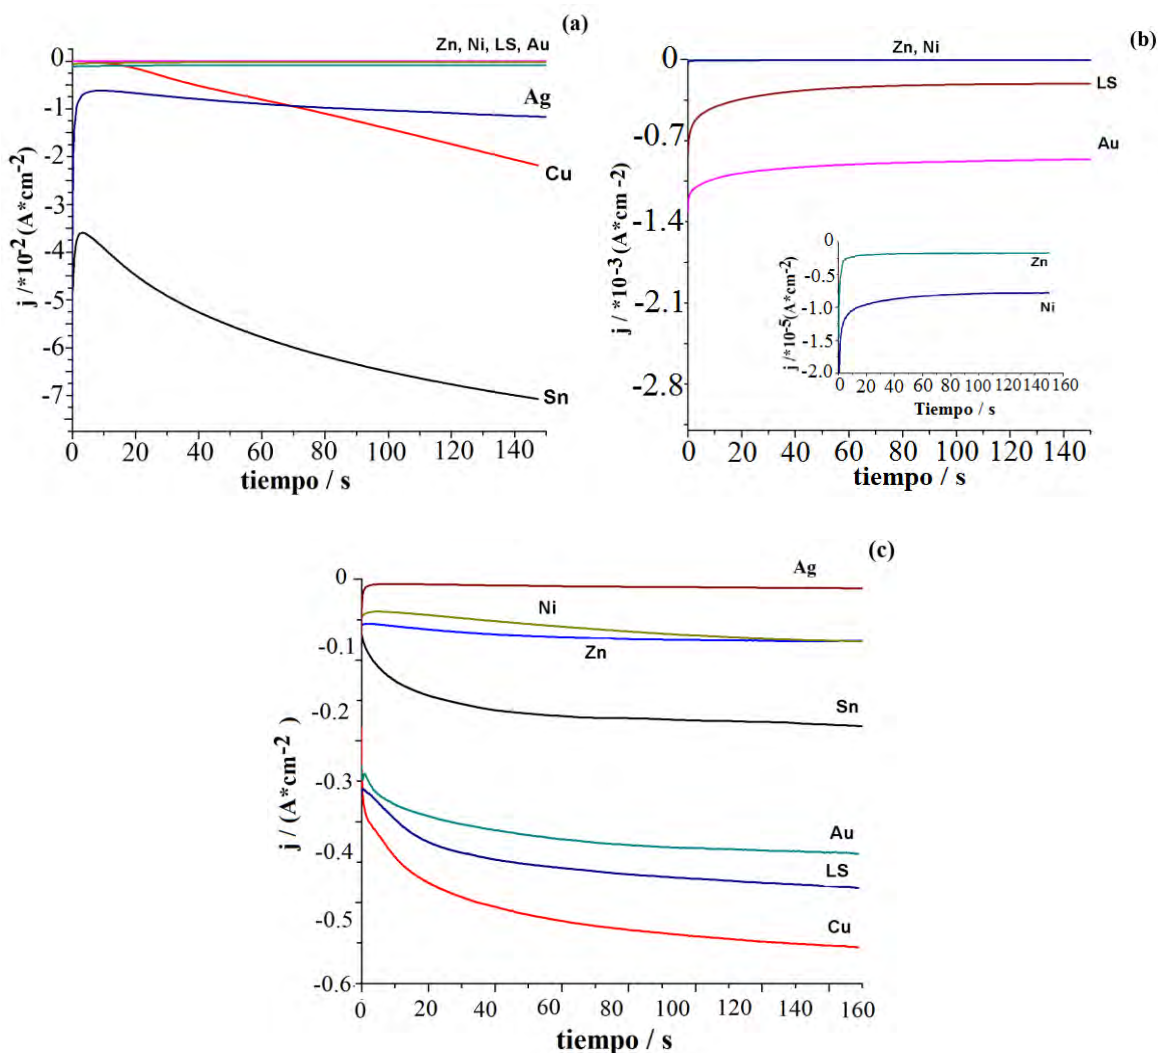 (a)
Zn, Ni, LS, Au
0
-1
-2
-3
-4
-5
-6
-7
Ag
Cu
Sn
j /*10⁻²(A*cm⁻²)
0 20 40 60 80 100 120 140
tiempo / s
(b)
Zn, Ni
0
-0.7
-1.4
-2.1
-2.8
LS
Au
j / *10⁻³(A*cm-2)
0 20 40 60 80 100 120 140
tiempo / s
0
-0.5
-1.0
-1.5
-2.0
Zn
Ni
j /*10⁻⁵(A*cm⁻²)
0 20 40 60 80 100 120 140 160
Tiempo / s
(c)
0
-0.1
-0.2
-0.3
-0.4
-0.5
-0.6
Ag
Ni
Zn
Sn
Au
LS
Cu
j / (A*cm⁻²)
0 20 40 60 80 100 120 140 160
tiempo / s